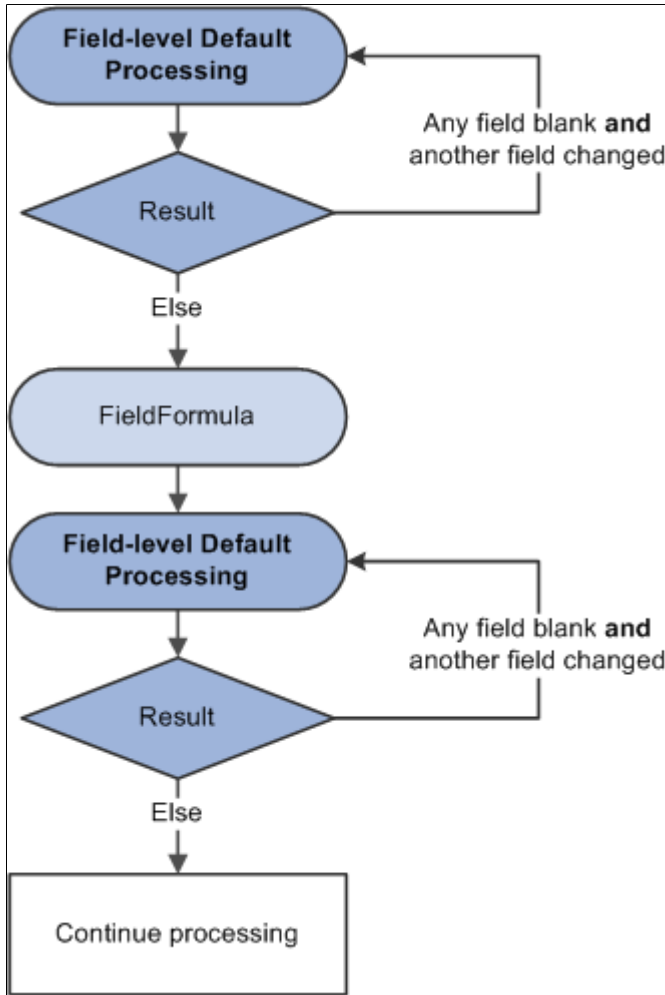 Field-level Default
Processing
Any field blank and
another field changed
Result
Else
FieldFormula
Field-level Default
Processing
Any field blank and
another field changed
Result
Else
Continue processing